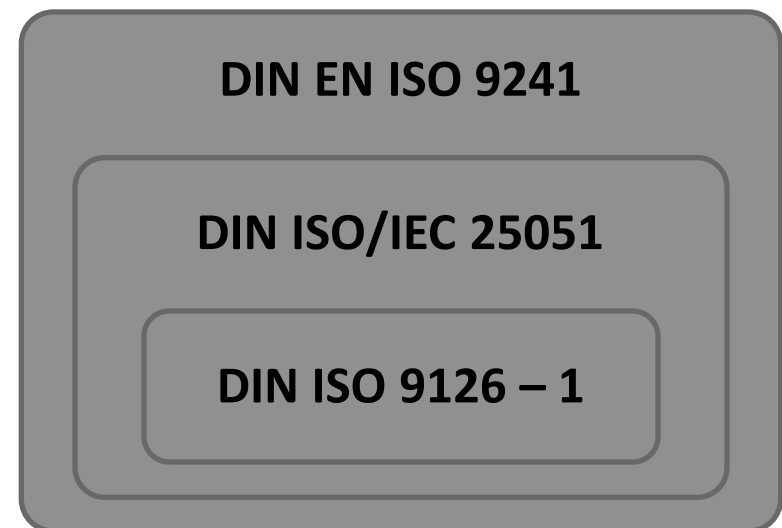 DIN EN ISO 9241
DIN ISO/IEC 25051
DIN ISO 9126 – 1